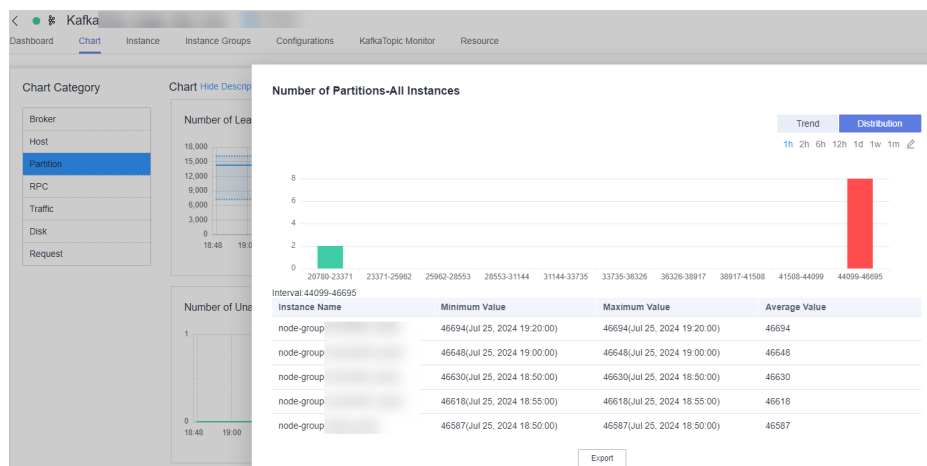 Kafka
Dashboard Chart Instance Instance Groups Configurations KafkaTopic Monitor Resource
Chart Category
Broker
Host
Partition
RPC
Traffic
Disk
Request
Chart Hide Descrip
Number of Lea
18,000
15,000
12,000
9,000
6,000
3,000
0
18:48 19:0
Number of Una
1
0
18:48 19:00
Number of Partitions-All Instances
Trend Distribution
1h 2h 6h 12h 1d 1w 1m
8
6
4
2
0
20780-23371 23371-25962 25962-28553 28553-31144 31144-33735 33735-36326 36326-38917 38917-41508 41508-44099 44099-46695
Interval:44099-46695
Instance Name Minimum Value Maximum Value Average Value
node-group 46694(Jul 25, 2024 19:20:00) 46694(Jul 25, 2024 19:20:00) 46694
node-group 46648(Jul 25, 2024 19:00:00) 46648(Jul 25, 2024 19:00:00) 46648
node-group 46630(Jul 25, 2024 18:50:00) 46630(Jul 25, 2024 18:50:00) 46630
node-group 46618(Jul 25, 2024 18:55:00) 46618(Jul 25, 2024 18:55:00) 46618
node-group 46587(Jul 25, 2024 18:50:00) 46587(Jul 25, 2024 18:50:00) 46587
Export